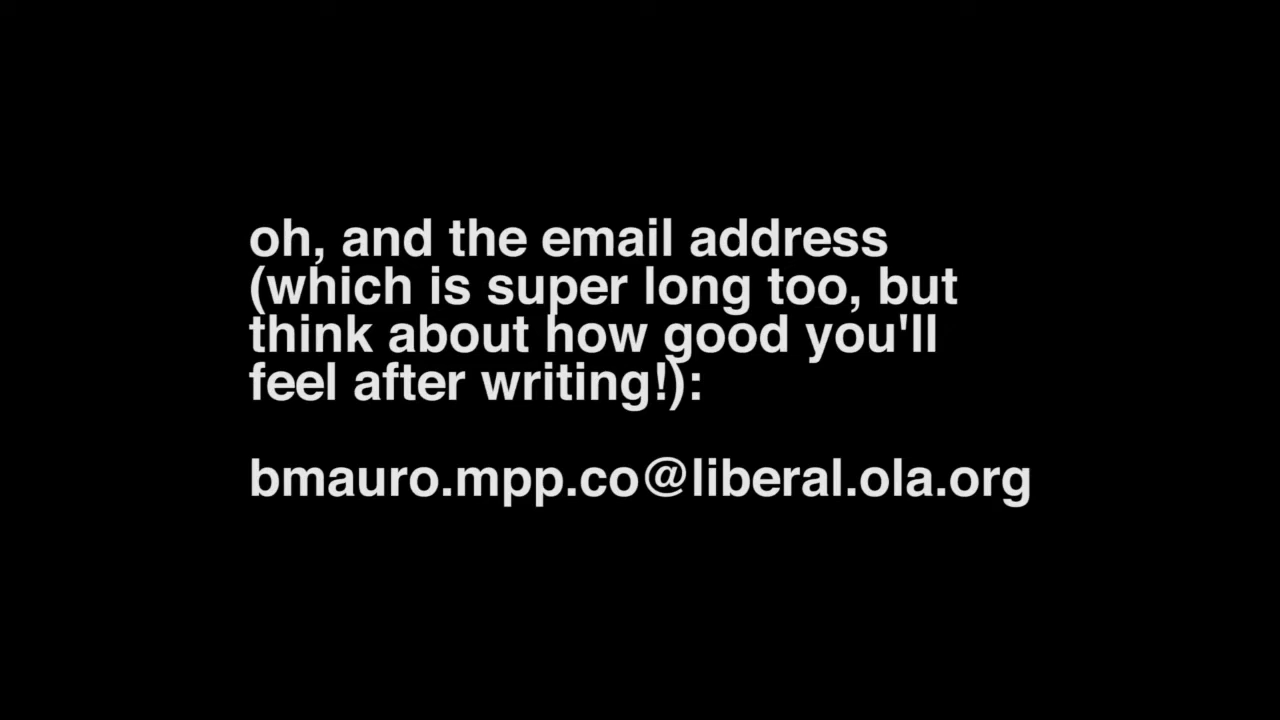 oh, and the email address
(which is super long too, but
think about how good you'll
feel after writing!):
bmauro.mpp.co@liberal.ola.org